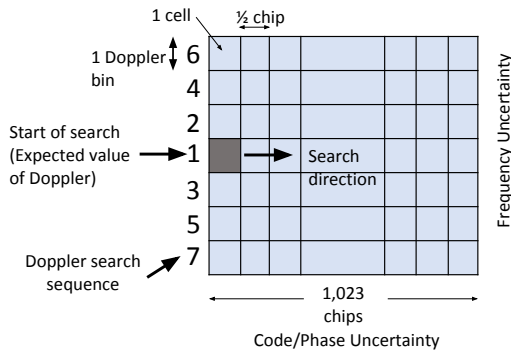 1 cell
½ chip
1 Doppler
bin
6
4
2
1
3
5
7
Start of search
(Expected value
of Doppler)
Search
direction
Doppler search
sequence
Frequency Uncertainty
1,023
chips
Code/Phase Uncertainty